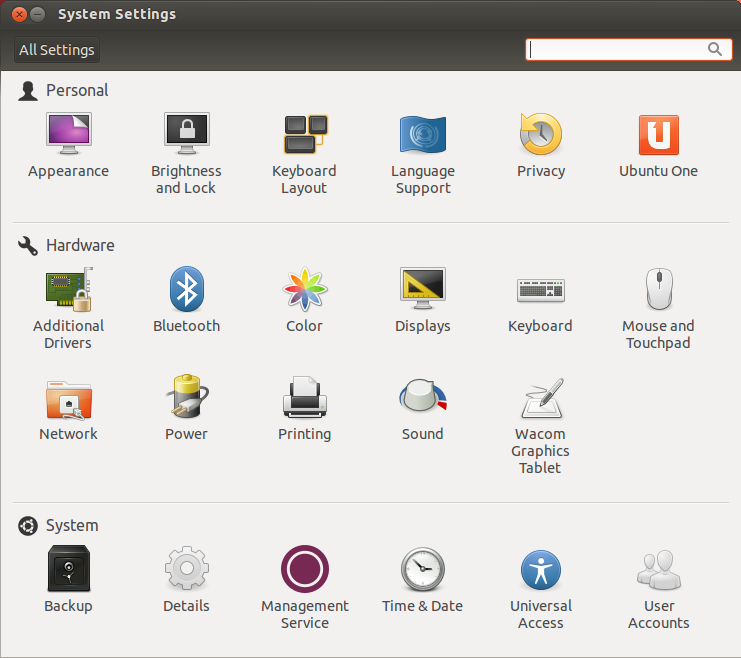 System Settings
All Settings
Personal
Appearance
Brightness
and Lock
Keyboard
Layout
Language
Support
Privacy
Ubuntu One
Hardware
Additional
Drivers
Bluetooth
Color
Displays
Keyboard
Mouse and
Touchpad
Network
Power
Printing
Sound
Wacom
Graphics
Tablet
System
Backup
Details
Management
Service
Time & Date
Universal
Access
User
Accounts